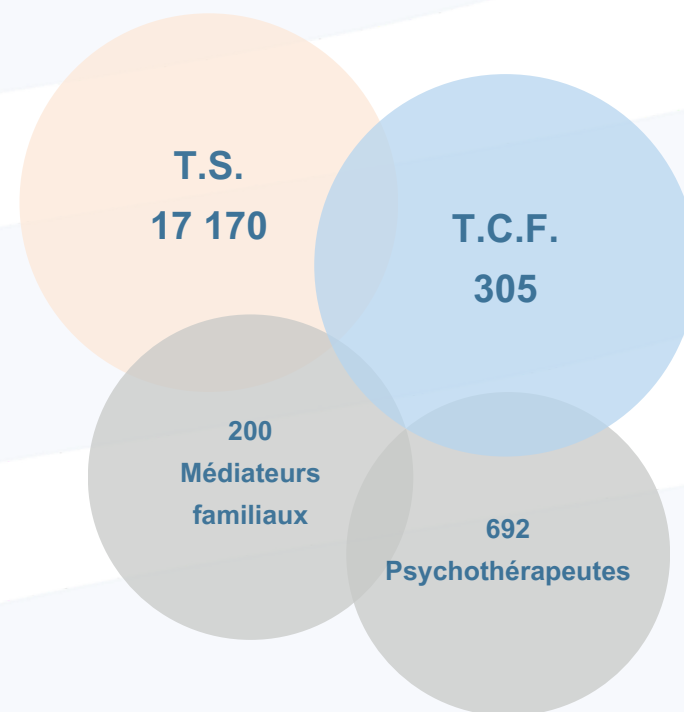 T.S.
17 170
T.C.F.
305
200
Médiateurs
familiaux
692
Psychothérapeutes